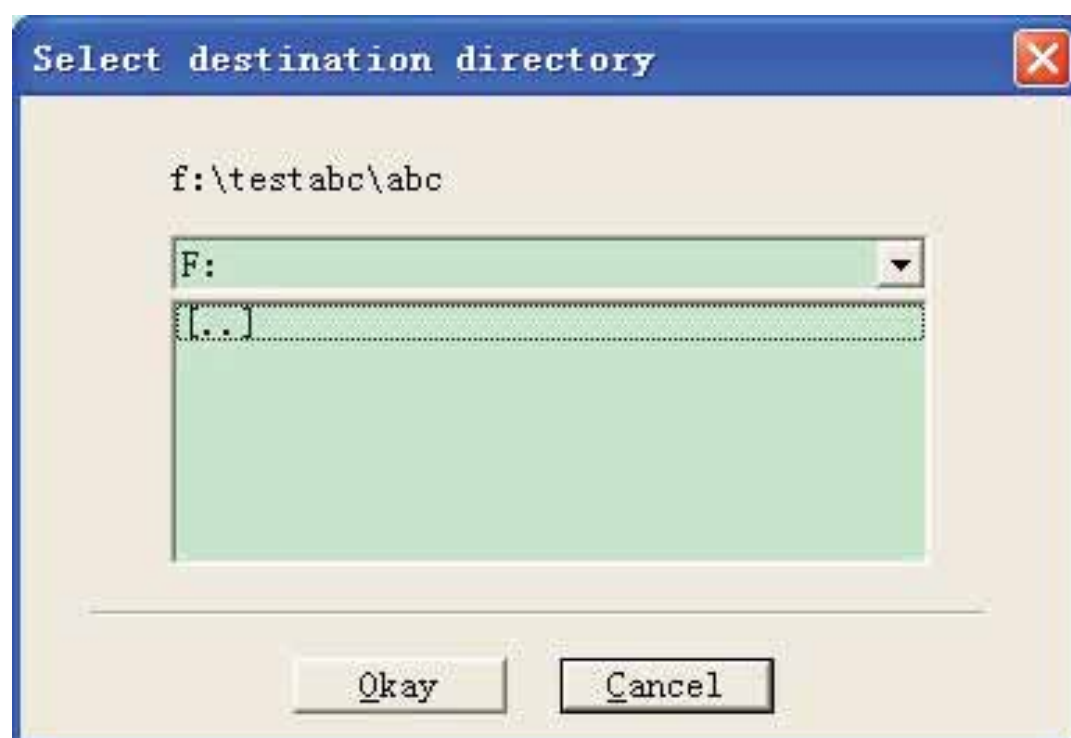 Select destination directory
f:\testabc\abc
F:
[..]
Okay
Cancel